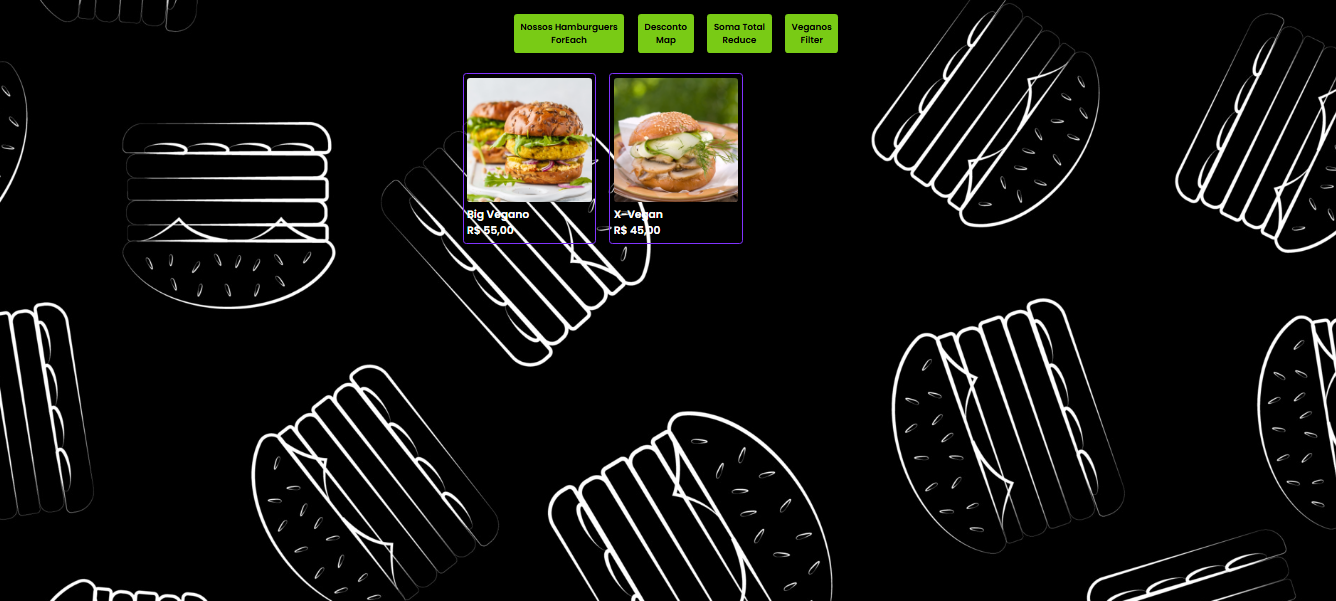 Nossos Hamburguers
ForEach
Desconto
Map
Soma Total
Reduce
Veganos
Filter
Big Vegano
R$ 55,00
X-Vegan
R$ 45,00